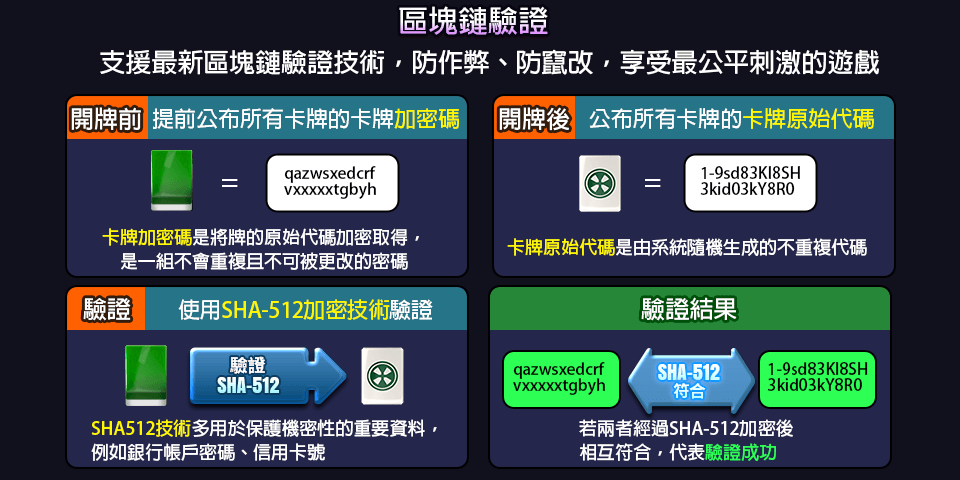 區塊鏈驗證
支援最新區塊鏈驗證技術，防作弊、防竄改，享受最公平刺激的遊戲
開牌前 提前公布所有卡牌的卡牌加密碼
=
qazwsxedcrf
vxxxxxtgbyh
卡牌加密碼是將牌的原始代碼加密取得，
是一組不會重複且不可被更改的密碼
開牌後 公布所有卡牌的卡牌原始代碼
=
1-9sd83KI8SH
3kid03kY8R0
卡牌原始代碼是由系統隨機生成的不重複代碼
驗證 使用SHA-512加密技術驗證
驗證
SHA-512
SHA512技術多用於保護機密性的重要資料，
例如銀行帳戶密碼、信用卡號
驗證結果
qazwsxedcrf
vxxxxxtgbyh
SHA-512
符合
1-9sd83KI8SH
3kid03kY8R0
若兩者經過SHA-512加密後
相互符合，代表驗證成功